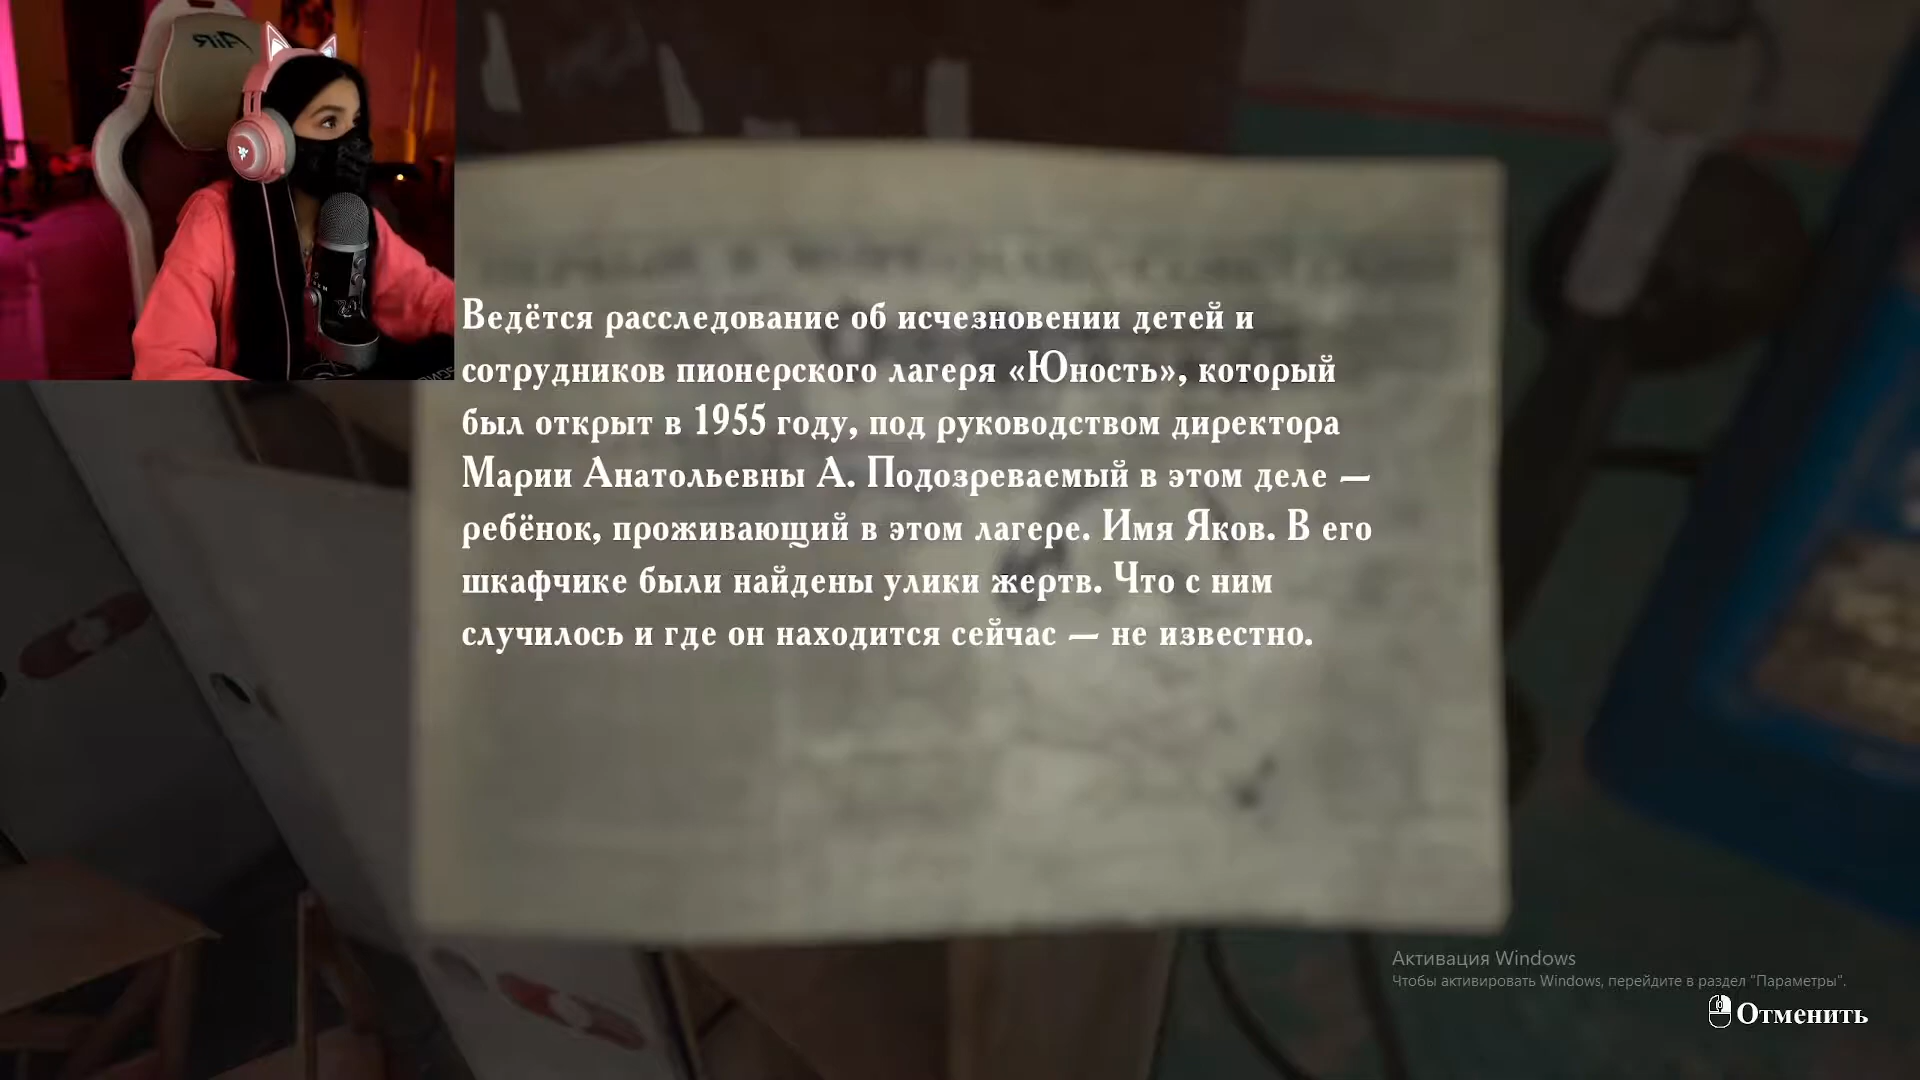 AiR
Ведётся расследование об исчезновении детей и
сотрудников пионерского лагеря «Юность», который
был открыт в 1955 году, под руководством директора
Марии Анатольевны А. Подозреваемый в этом деле —
ребёнок, проживающий в этом лагере. Имя Яков. В его
шкафчике были найдены улики жертв. Что с ним
случилось и где он находится сейчас — не известно.
Активация Windows
Чтобы активировать Windows, перейдите в раздел "Параметры".
Отменить